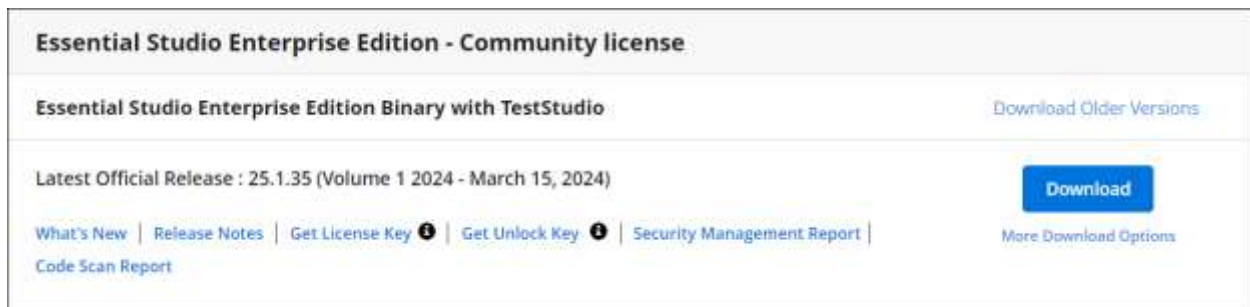 Essential Studio Enterprise Edition - Community license
Essential Studio Enterprise Edition Binary with TestStudio
Download Older Versions
Latest Official Release : 25.1.35 (Volume 1 2024 - March 15, 2024)
Download
What's New | Release Notes | Get License Key | Get Unlock Key | Security Management Report |
More Download Options
Code Scan Report